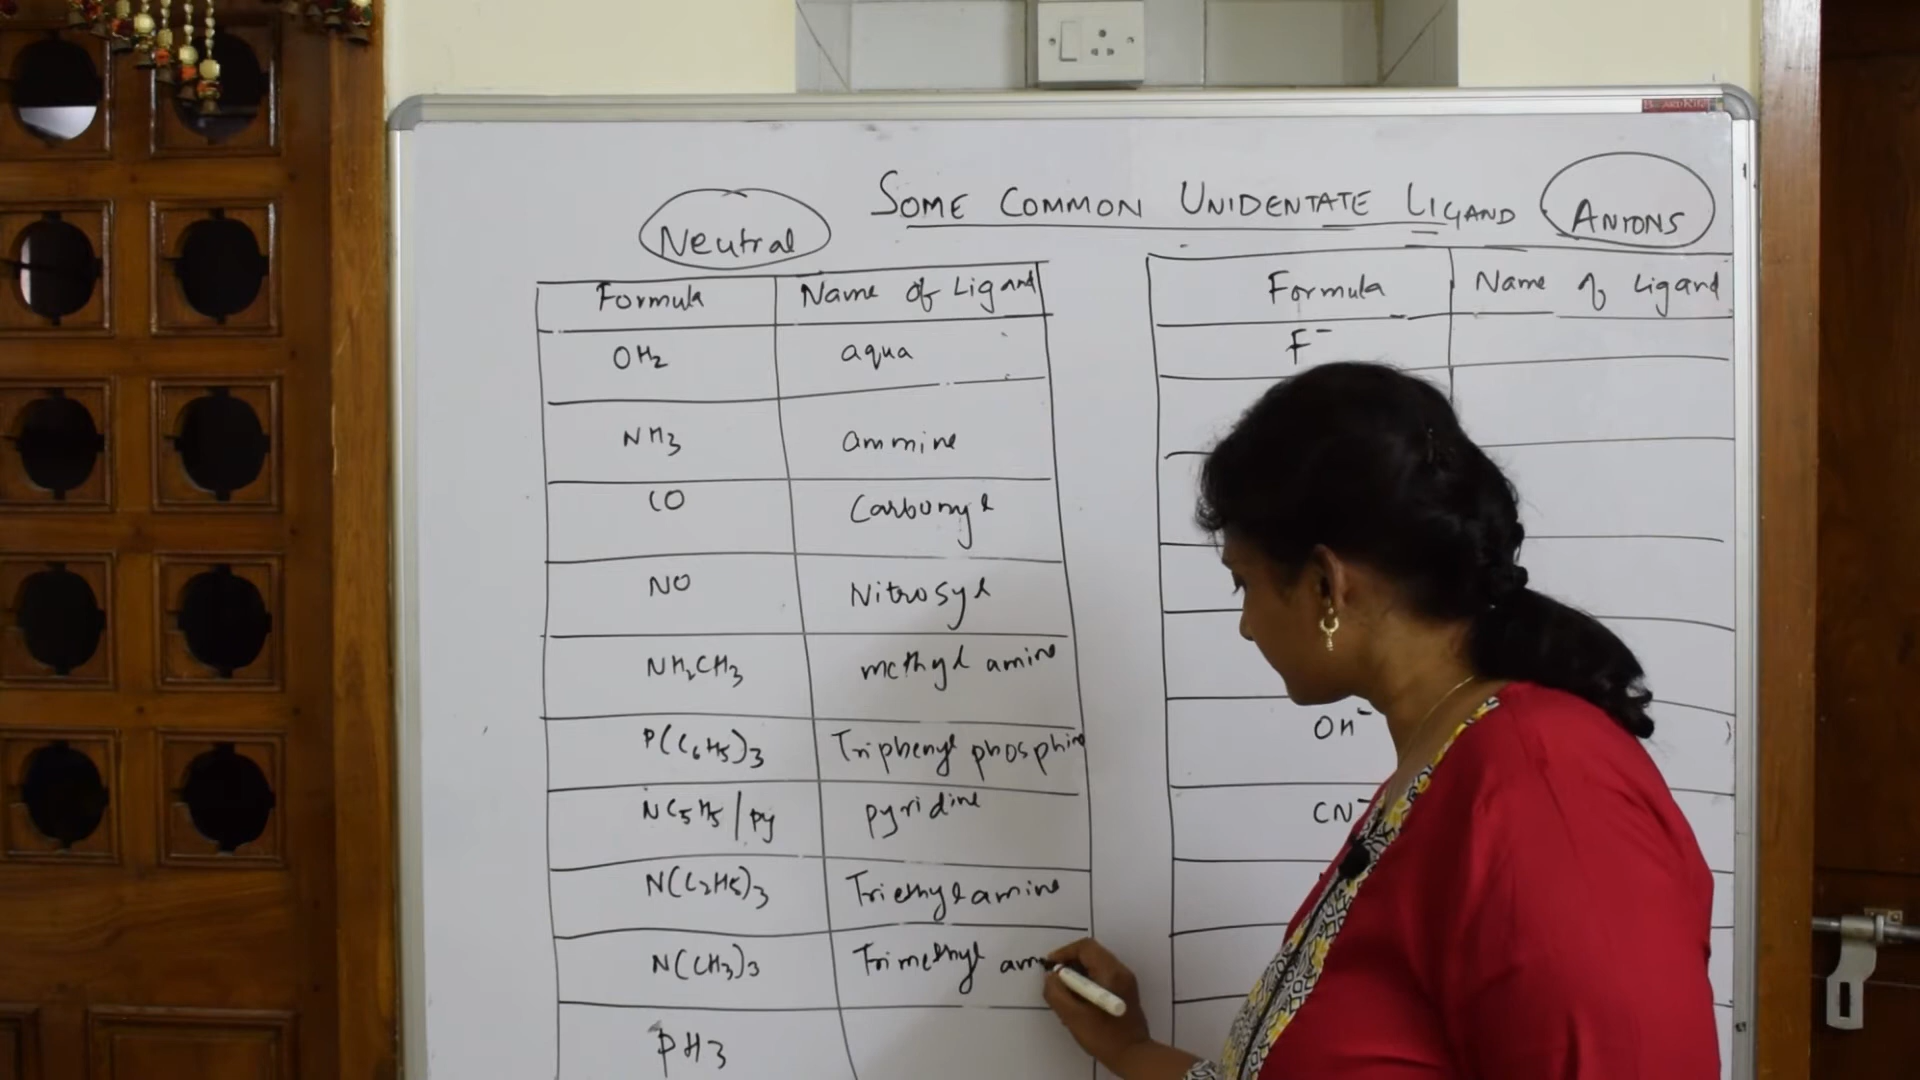 SOME COMMON UNIDENTATE LIGAND
Neutral
Formula Name of Ligand
OH₂ aqua
NH₃ ammine
CO Carbonyl
NO Nitrosyl
NH₂CH₃ methyl amine
P(C₆H₅)₃ Triphenyl phosphine
NC₅H₅/py pyridine
N(C₂H₅)₃ Triethyl amine
N(CH₃)₃ Trimethyl am
PH₃
ANIONS
Formula Name of Ligand
F⁻
OH⁻
CN⁻